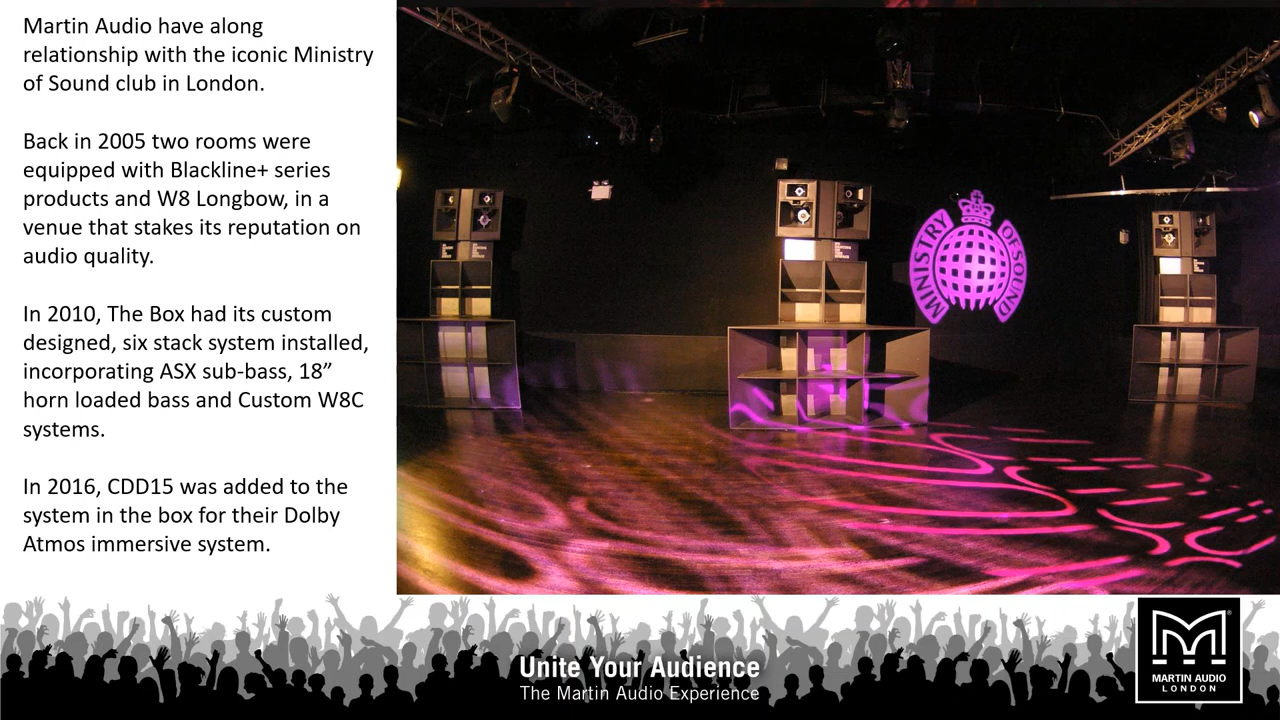 Martin Audio have along
relationship with the iconic Ministry
of Sound club in London.
Back in 2005 two rooms were
equipped with Blackline+ series
products and W8 Longbow, in a
venue that stakes its reputation on
audio quality.
In 2010, The Box had its custom
designed, six stack system installed,
incorporating ASX sub-bass, 18”
horn loaded bass and Custom W8C
systems.
In 2016, CDD15 was added to the
system in the box for their Dolby
Atmos immersive system.
MINISTRY OF SOUND
Unite Your Audience
The Martin Audio Experience
M®
MARTIN AUDIO
LONDON